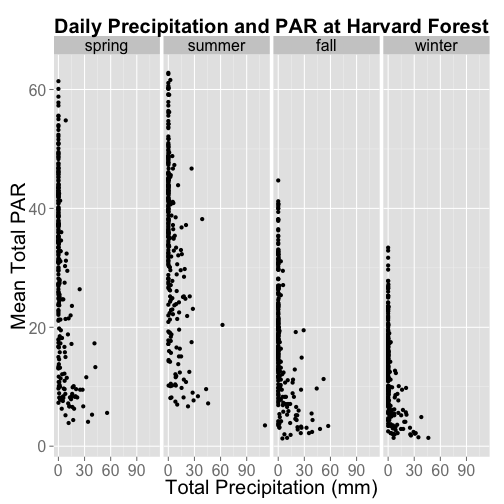 Daily Precipitation and PAR at Harvard Forest
spring summer fall winter
60
40
20
0
Mean Total PAR
0 30 60 90 0 30 60 90 0 30 60 90 0 30 60 90
Total Precipitation (mm)